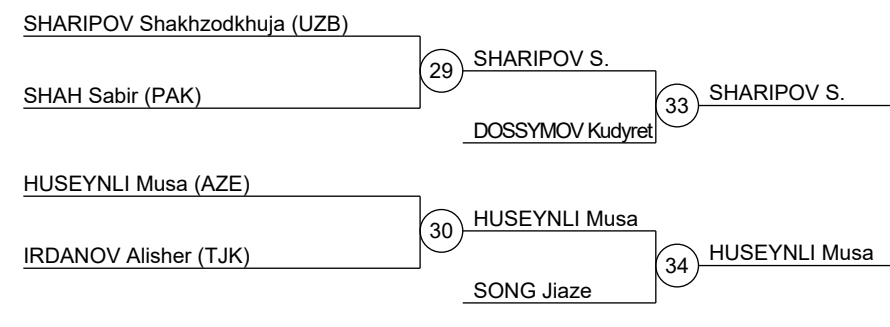 SHARIPOV Shakhzodkhuja (UZB)
29
SHARIPOV S.
SHAH Sabir (PAK)
33
SHARIPOV S.
DOSSYMOV Kudyret
HUSEYNLI Musa (AZE)
30
HUSEYNLI Musa
IRDANOV Alisher (TJK)
34
HUSEYNLI Musa
SONG Jiaze